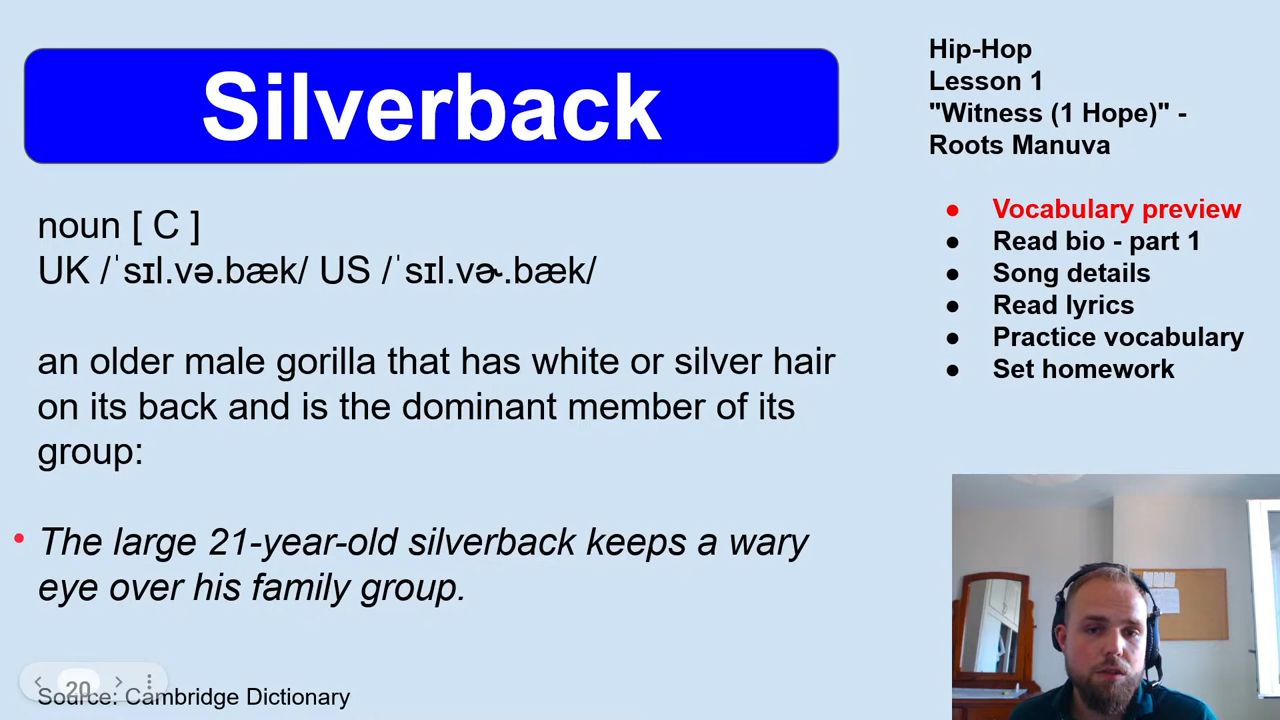 Silverback
noun [ C ]
UK /ˈsɪl.və.bæk/ US /ˈsɪl.vɚ.bæk/
an older male gorilla that has white or silver hair
on its back and is the dominant member of its
group:
• The large 21-year-old silverback keeps a wary
eye over his family group.
20
Source: Cambridge Dictionary
Hip-Hop
Lesson 1
"Witness (1 Hope)" -
Roots Manuva
● Vocabulary preview
● Read bio - part 1
● Song details
● Read lyrics
● Practice vocabulary
● Set homework